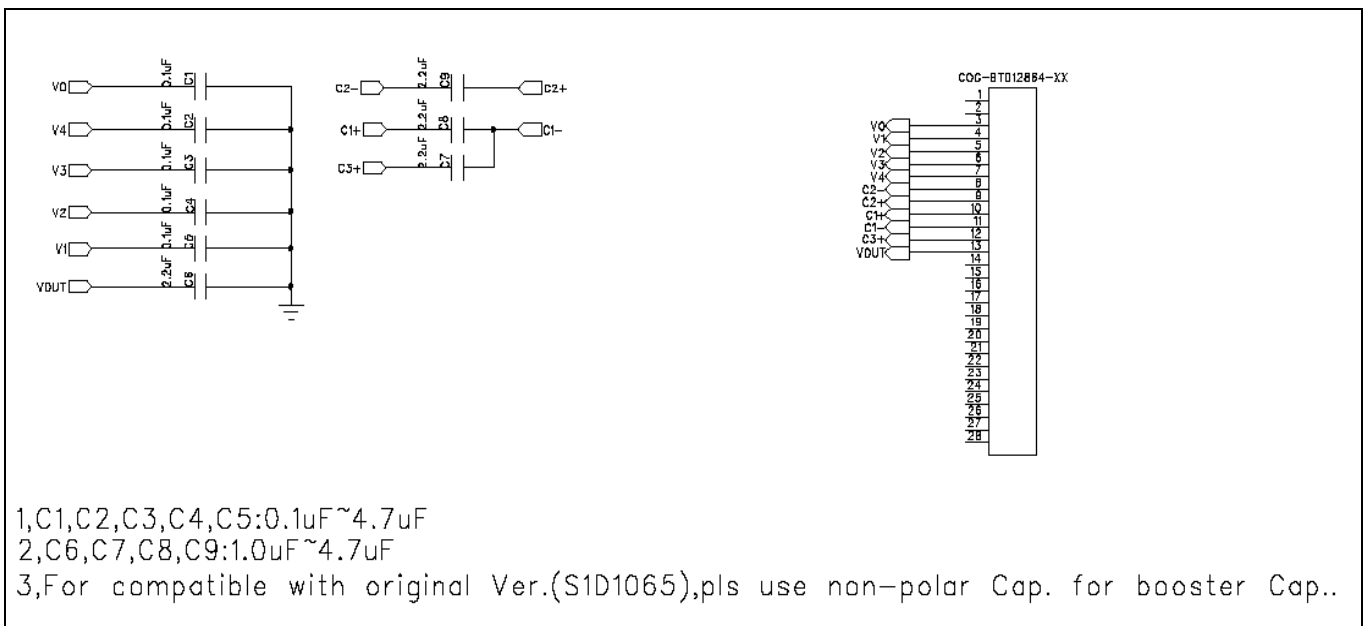 V0 0.1uF C1
V4 0.1uF C2
V3 0.1uF C3
V2 0.1uF C4
V1 0.1uF C5
VOUT 2.2uF C6
C2- 2.2uF C9 C2+
C1+ 2.2uF C8 C1-
C3+ 2.2uF C7
COG-BTD12864-XX
1
2
V0 3
V1 4
V2 5
V3 6
V4 7
C2- 8
C2+ 9
C1+ 10
C1- 11
C3+ 12
VOUT 13
14
15
16
17
18
19
20
21
22
23
24
25
26
27
28
1,C1,C2,C3,C4,C5:0.1uF~4.7uF
2,C6,C7,C8,C9:1.0uF~4.7uF
3,For compatible with original Ver.(S1D1065),pls use non-polar Cap. for booster Cap..